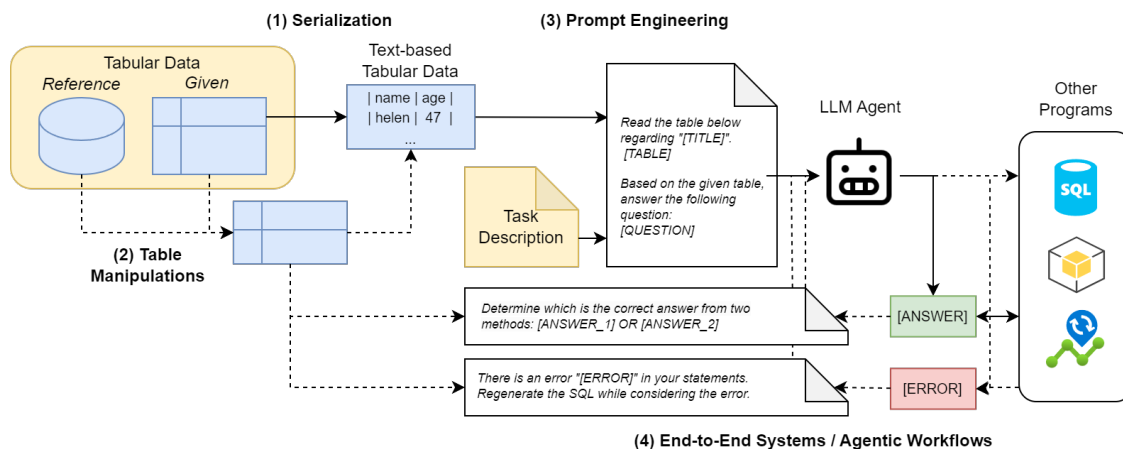 (1) Serialization
(3) Prompt Engineering
Tabular Data
Reference
Given
Text-based
Tabular Data
| name | age |
| helen | 47 |
...
Read the table below
regarding "[TITLE]".
[TABLE]
Based on the given table,
answer the following
question:
[QUESTION]
LLM Agent
Other
Programs
SQL
Task
Description
(2) Table
Manipulations
Determine which is the correct answer from two
methods: [ANSWER_1] OR [ANSWER_2]
[ANSWER]
There is an error "[ERROR]" in your statements.
Regenerate the SQL while considering the error.
[ERROR]
(4) End-to-End Systems / Agentic Workflows